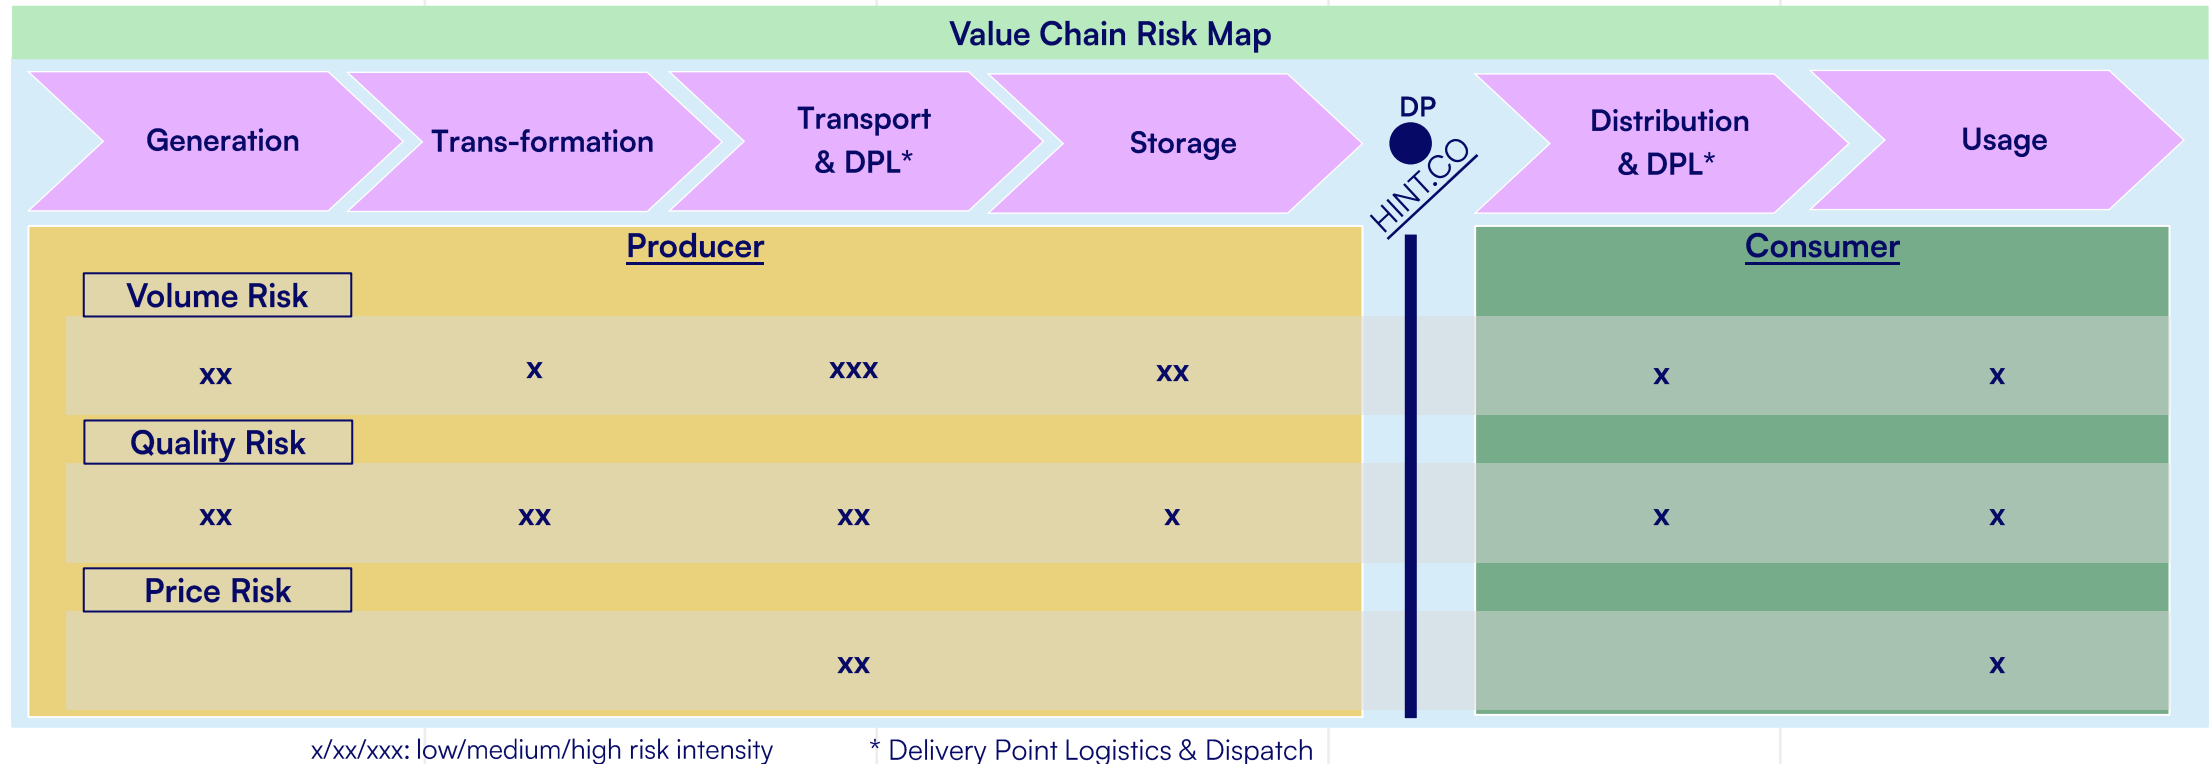 Value Chain Risk Map
Generation
Trans-formation
Transport
& DPL*
Storage
DP
HINT.CO
Distribution
& DPL*
Usage
Producer
Consumer
Volume Risk
xx x xxx xx x x
Quality Risk
xx xx xx x x x
Price Risk
xx x
x/xx/xxx: low/medium/high risk intensity
* Delivery Point Logistics & Dispatch